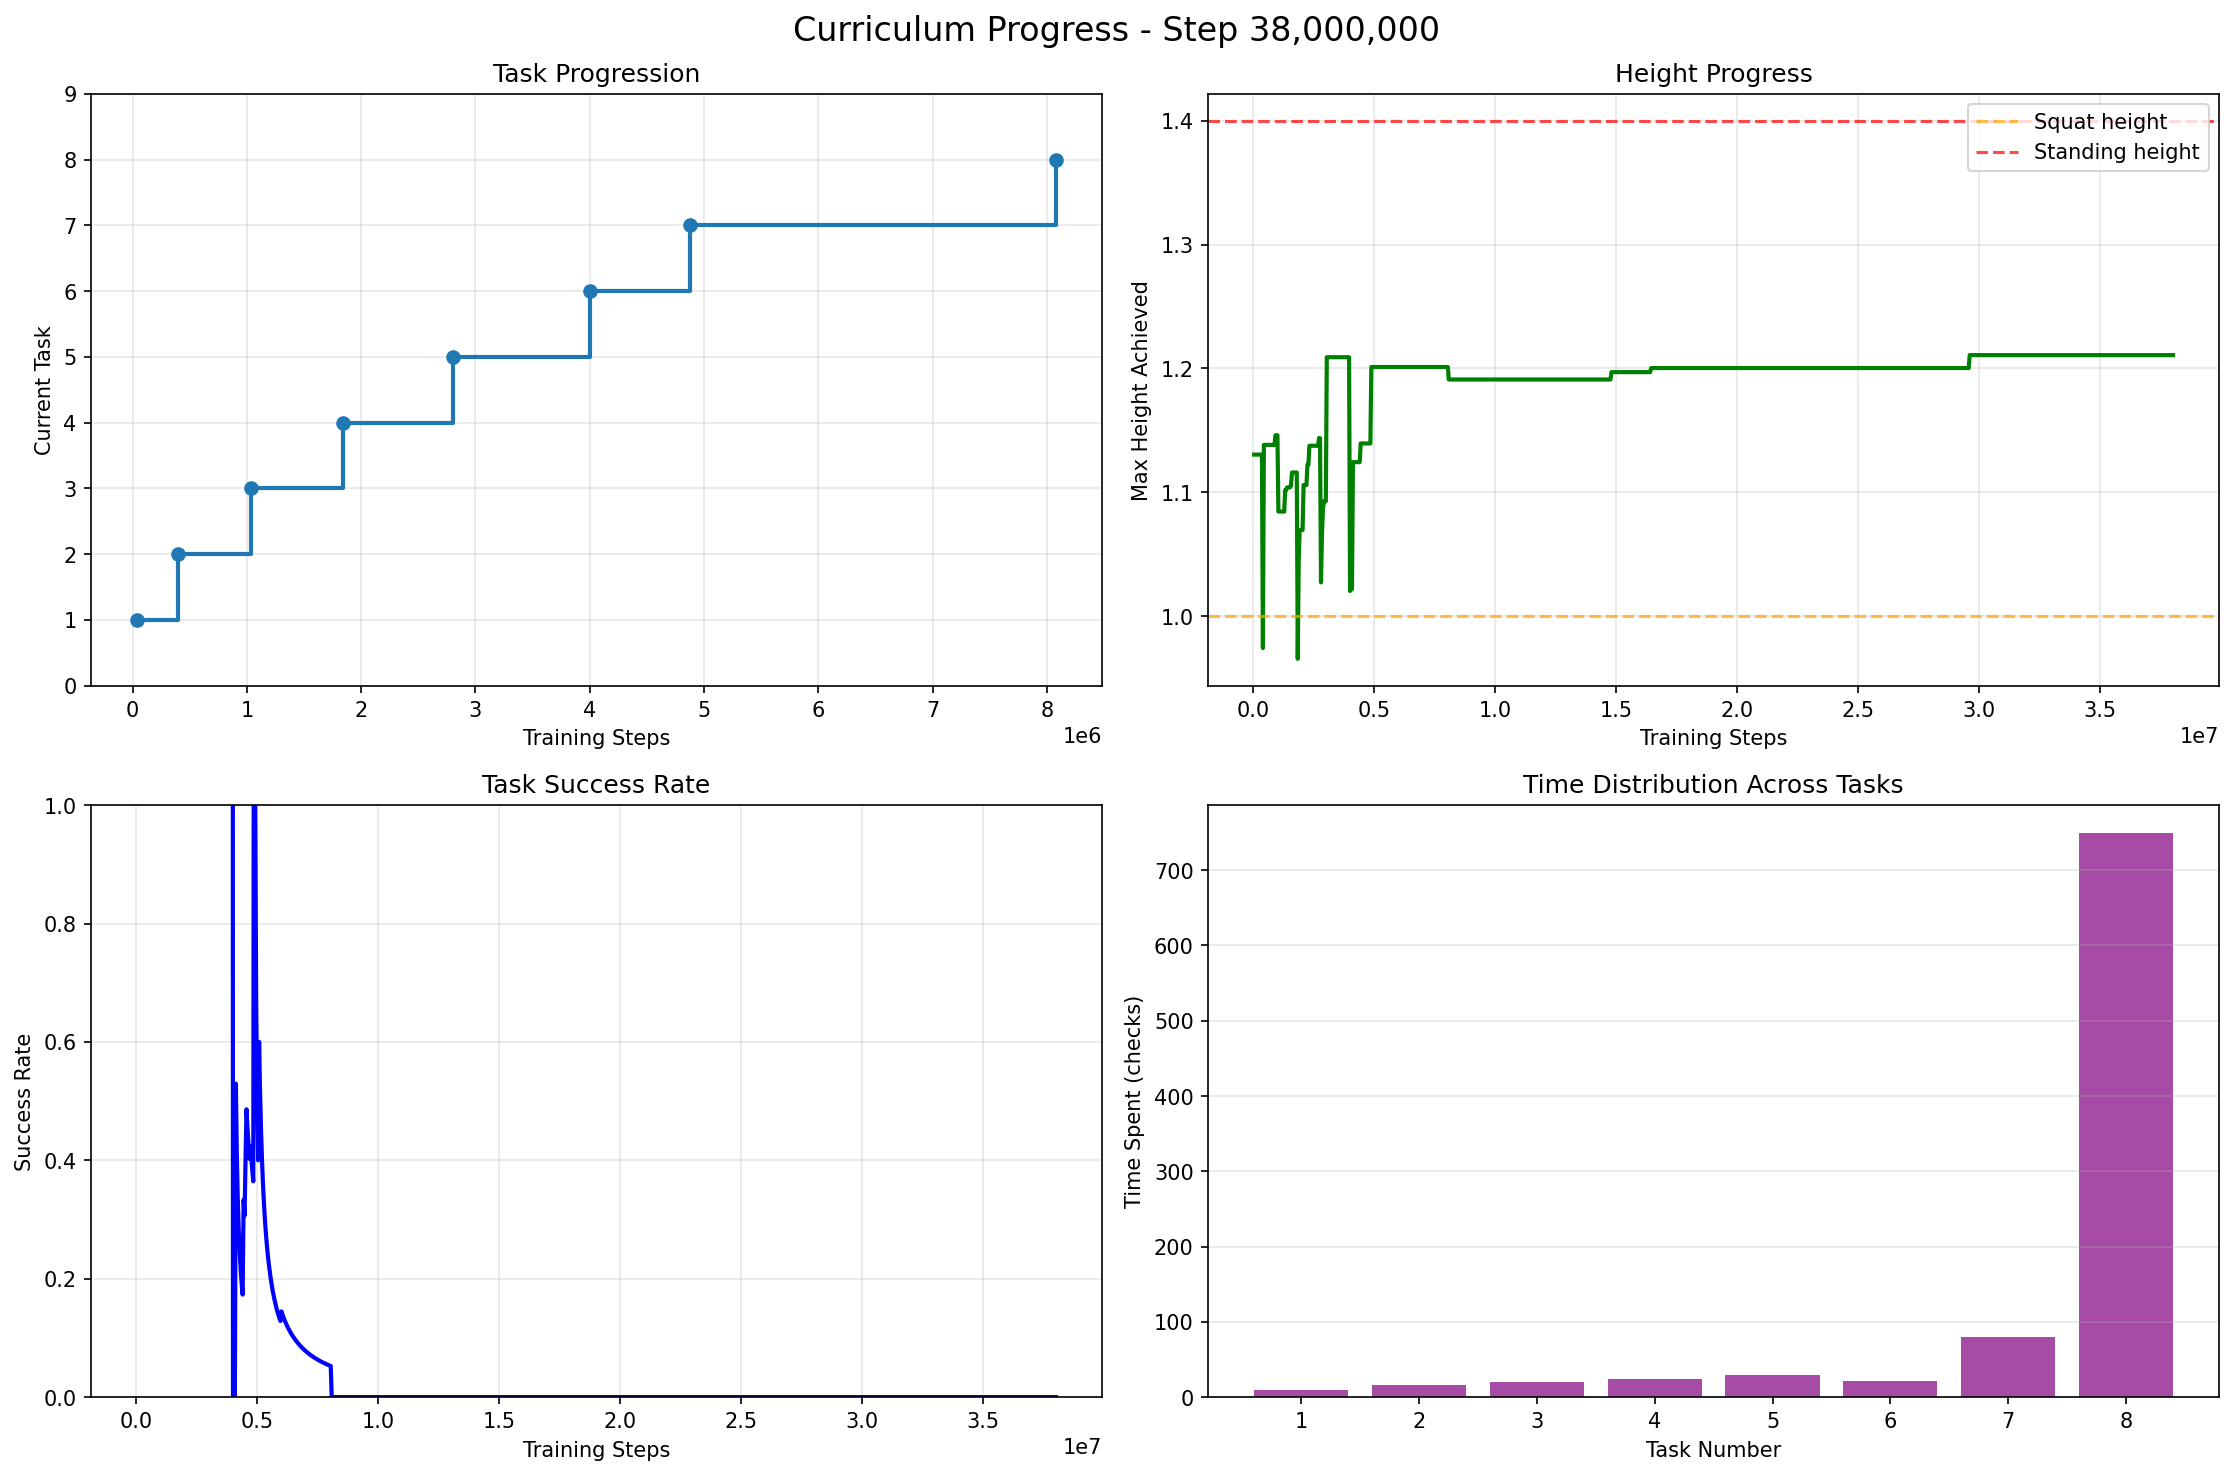 Curriculum Progress - Step 38,000,000
Task Progression
Current Task
9
8
7
6
5
4
3
2
1
0
0 1 2 3 4 5 6 7 8
1e6
Training Steps
Height Progress
Max Height Achieved
1.4
1.3
1.2
1.1
1.0
Squat height
Standing height
0.0 0.5 1.0 1.5 2.0 2.5 3.0 3.5
1e7
Training Steps
Task Success Rate
Success Rate
1.0
0.8
0.6
0.4
0.2
0.0
0.0 0.5 1.0 1.5 2.0 2.5 3.0 3.5
1e7
Training Steps
Time Distribution Across Tasks
Time Spent (checks)
700
600
500
400
300
200
100
0
1 2 3 4 5 6 7 8
Task Number